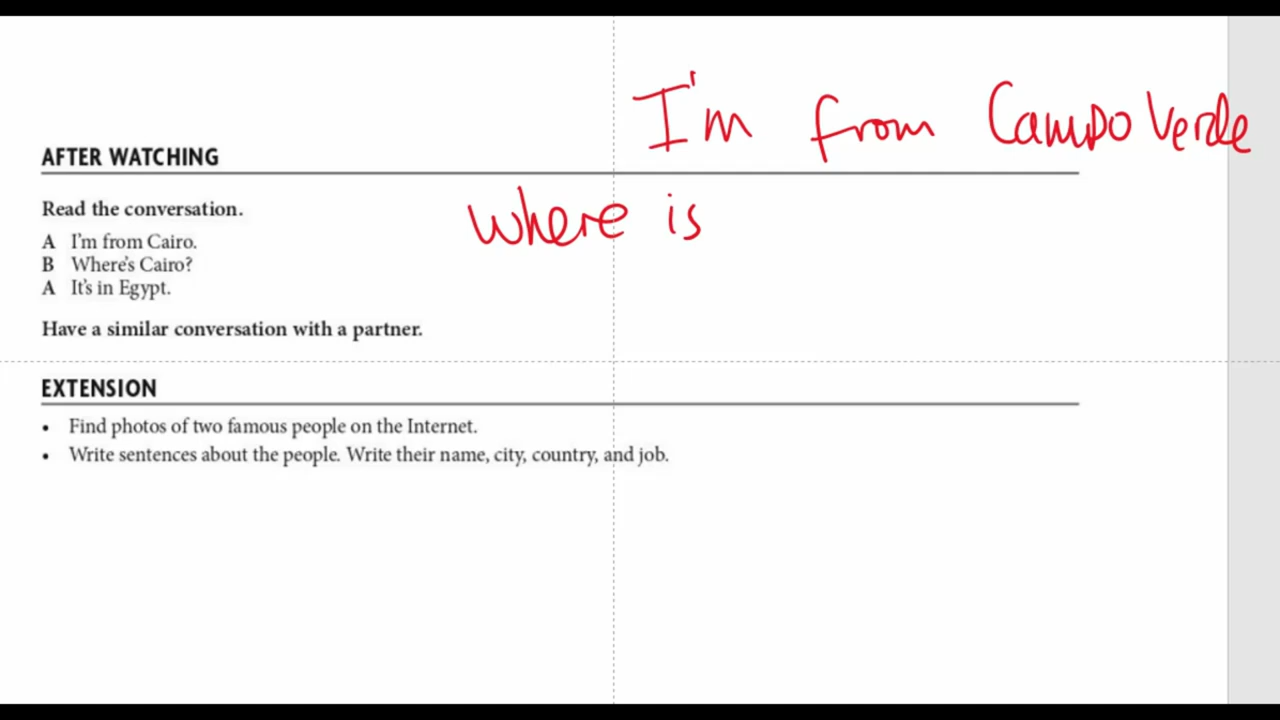 I'm from Campo Verde
AFTER WATCHING
where is
Read the conversation.
A I'm from Cairo.
B Where's Cairo?
A It's in Egypt.
Have a similar conversation with a partner.
EXTENSION
• Find photos of two famous people on the Internet.
• Write sentences about the people. Write their name, city, country, and job.